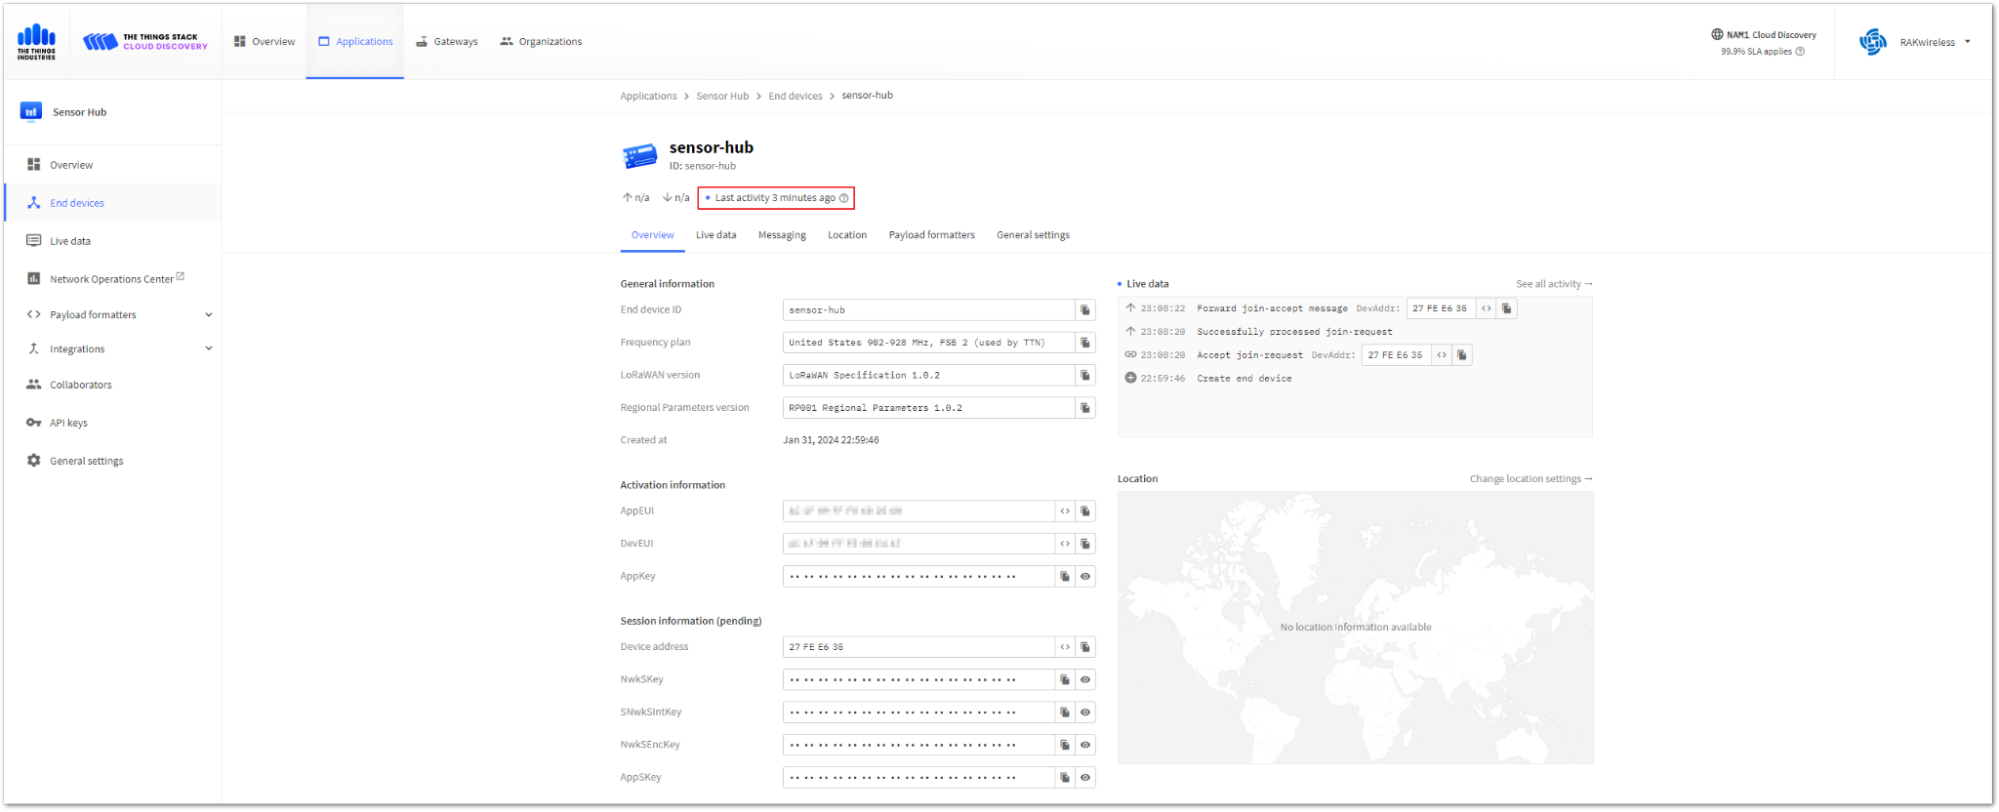 THE THINGS INDUSTRIES
THE THINGS STACK
CLOUD DISCOVERY
Overview
Applications
Gateways
Organizations
NAM1 Cloud Discovery
99.9% SLA applies
RAKwireless
Sensor Hub
Overview
End devices
Live data
Network Operations Center
Payload formatters
Integrations
Collaborators
API keys
General settings
Applications > Sensor Hub > End devices > sensor-hub
sensor-hub
ID: sensor-hub
↑ n/a ↓ n/a • Last activity 3 minutes ago
Overview Live data Messaging Location Payload formatters General settings
General information
End device ID sensor-hub
Frequency plan United States 902-928 MHz, FSB 2 (used by TTN)
LoRaWAN version LoRaWAN Specification 1.0.2
Regional Parameters version RP001 Regional Parameters 1.0.2
Created at Jan 31, 2024 22:59:46
Activation information
AppEUI
DevEUI
AppKey
Session information (pending)
Device address 27 FE E6 35
NwkSKey
SNwkSIntKey
NwkSEncKey
AppSKey
• Live data See all activity →
↑ 23:08:22 Forward join-accept message DevAddr: 27 FE E6 35 <>
↑ 23:08:20 Successfully processed join-request
23:08:20 Accept join-request DevAddr: 27 FE E6 35 <>
22:59:46 Create end device
Location Change location settings →
No location information available